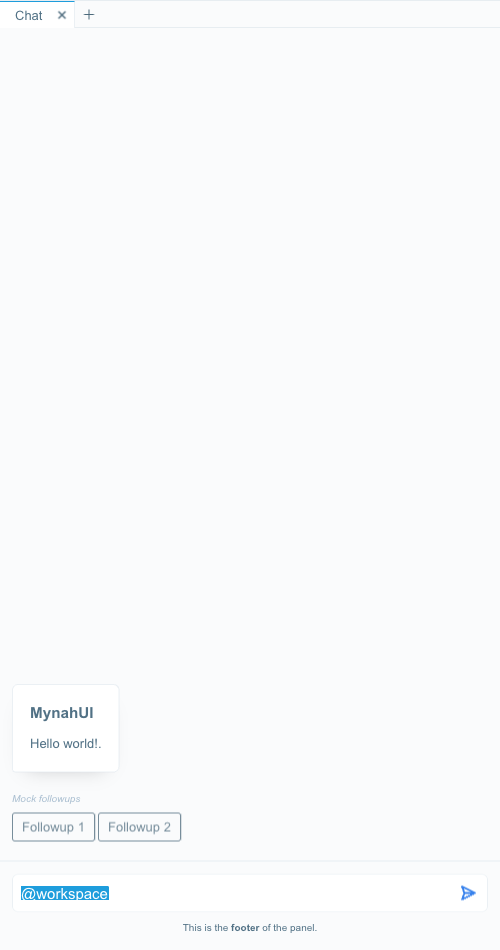 Chat
MynahUI
Hello world!.
Mock followups
Followup 1 Followup 2
@workspace
This is the footer of the panel.